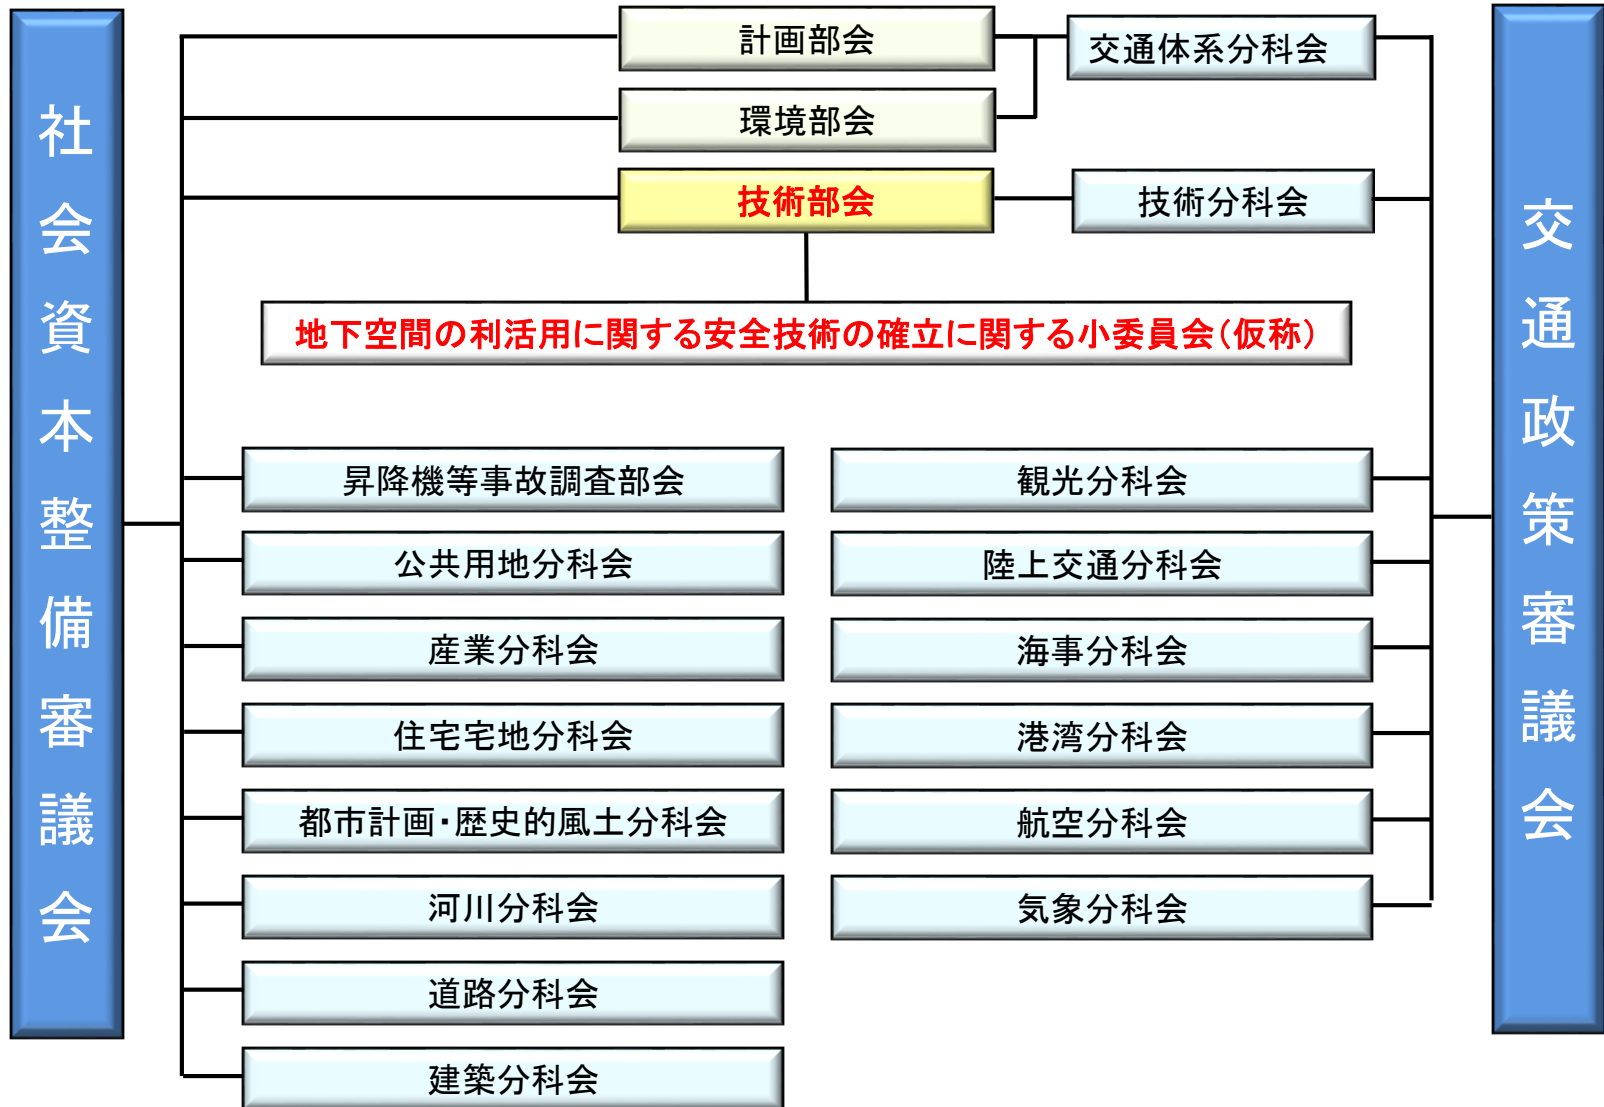 社会資本整備審議会
計画部会
交通体系分科会
環境部会
技術部会
技術分科会
地下空間の利活用に関する安全技術の確立に関する小委員会(仮称)
昇降機等事故調査部会
公共用地分科会
産業分科会
住宅宅地分科会
都市計画・歴史的風土分科会
河川分科会
道路分科会
建築分科会
観光分科会
陸上交通分科会
海事分科会
港湾分科会
航空分科会
気象分科会
交通政策審議会